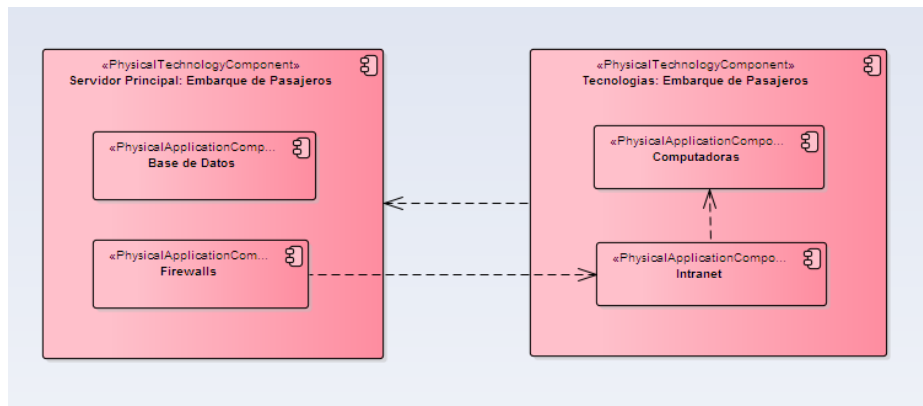 «PhysicalTechnologyComponent»
Servidor Principal: Embarque de Pasajeros
«PhysicalApplicationComp...
Base de Datos
«PhysicalApplicationCom...
Firewalls
«PhysicalTechnologyComponent»
Tecnologias: Embarque de Pasajeros
«PhysicalApplicationCompo...
Computadoras
«PhysicalApplicationCompo...
Intranet